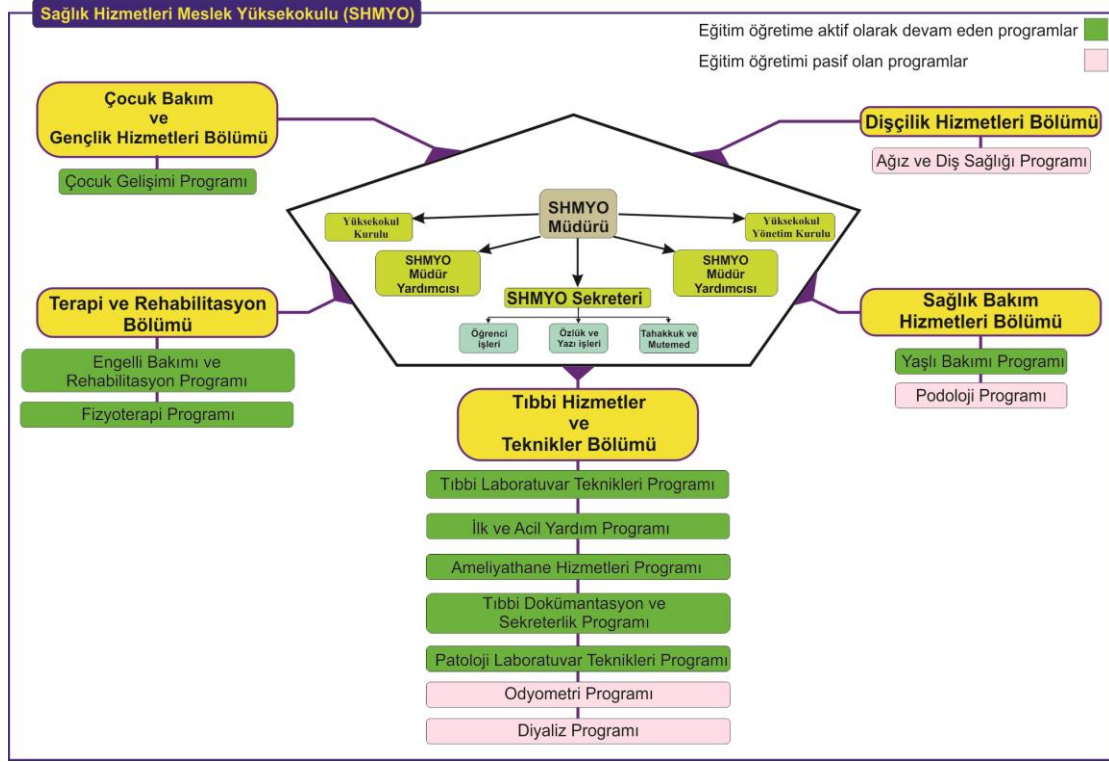 Sağlık Hizmetleri Meslek Yüksekokulu (SHMYO)
Eğitim öğretime aktif olarak devam eden programlar
Eğitim öğretimi pasif olan programlar
Çocuk Bakım
ve
Gençlik Hizmetleri Bölümü
Çocuk Gelişimi Programı
Dişçilik Hizmetleri Bölümü
Ağız ve Diş Sağlığı Programı
SHMYO
Müdürü
Yüksekokul
Kurulu
Yüksekokul
Yönetim Kurulu
SHMYO
Müdür
Yardımcısı
SHMYO
Müdür
Yardımcısı
SHMYO Sekreteri
Öğrenci
işleri
Özlük ve
Yazı işleri
Tahakkuk ve
Mutemed
Terapi ve Rehabilitasyon
Bölümü
Engelli Bakımı ve
Rehabilitasyon Programı
Fizyoterapi Programı
Sağlık Bakım
Hizmetleri Bölümü
Yaşlı Bakımı Programı
Podoloji Programı
Tıbbi Hizmetler
ve
Teknikler Bölümü
Tıbbi Laboratuvar Teknikleri Programı
İlk ve Acil Yardım Programı
Ameliyathane Hizmetleri Programı
Tıbbi Dokümantasyon ve
Sekreterlik Programı
Patoloji Laboratuvar Teknikleri Programı
Odyometri Programı
Diyaliz Programı